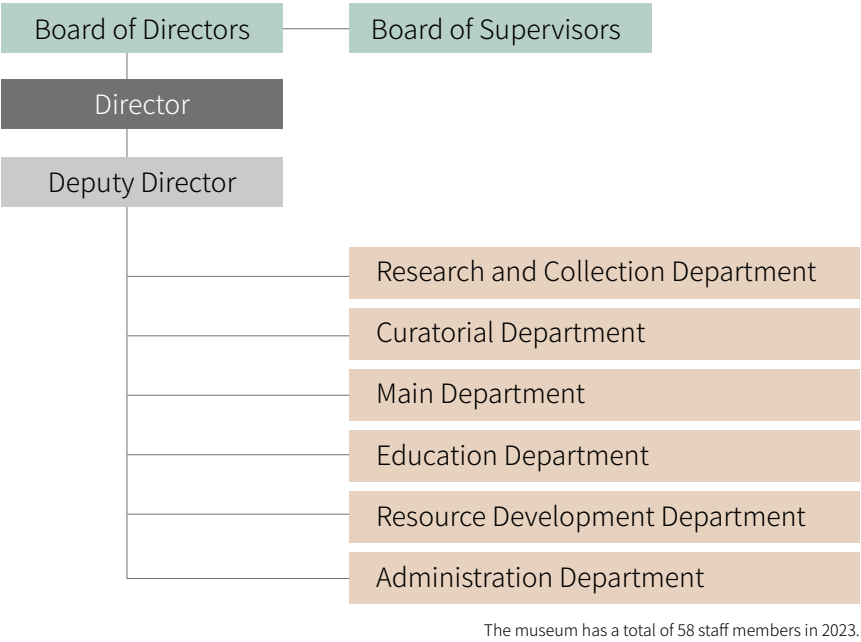 Board of Directors
Board of Supervisors
Director
Deputy Director
Research and Collection Department
Curatorial Department
Main Department
Education Department
Resource Development Department
Administration Department
The museum has a total of 58 staff members in 2023.